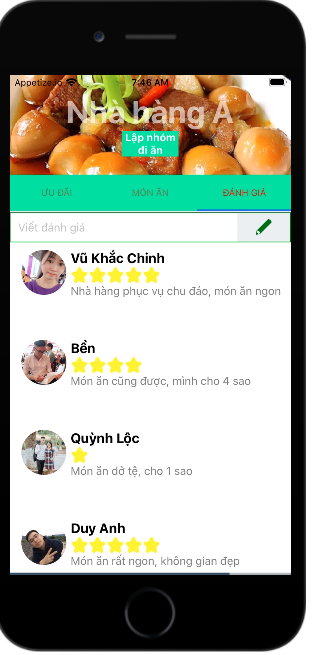 Appetize.io 7:46 AM
Nhà hàng A
Lập nhóm
đi ăn
ƯU ĐÃI MÓN ĂN ĐÁNH GIÁ
Viết đánh giá
Vũ Khắc Chinh
Nhà hàng phục vụ chu đáo, món ăn ngon
Bền
Món ăn cũng được, mình cho 4 sao
Quỳnh Lộc
Món ăn dở tệ, cho 1 sao
Duy Anh
Món ăn rất ngon, không gian đẹp